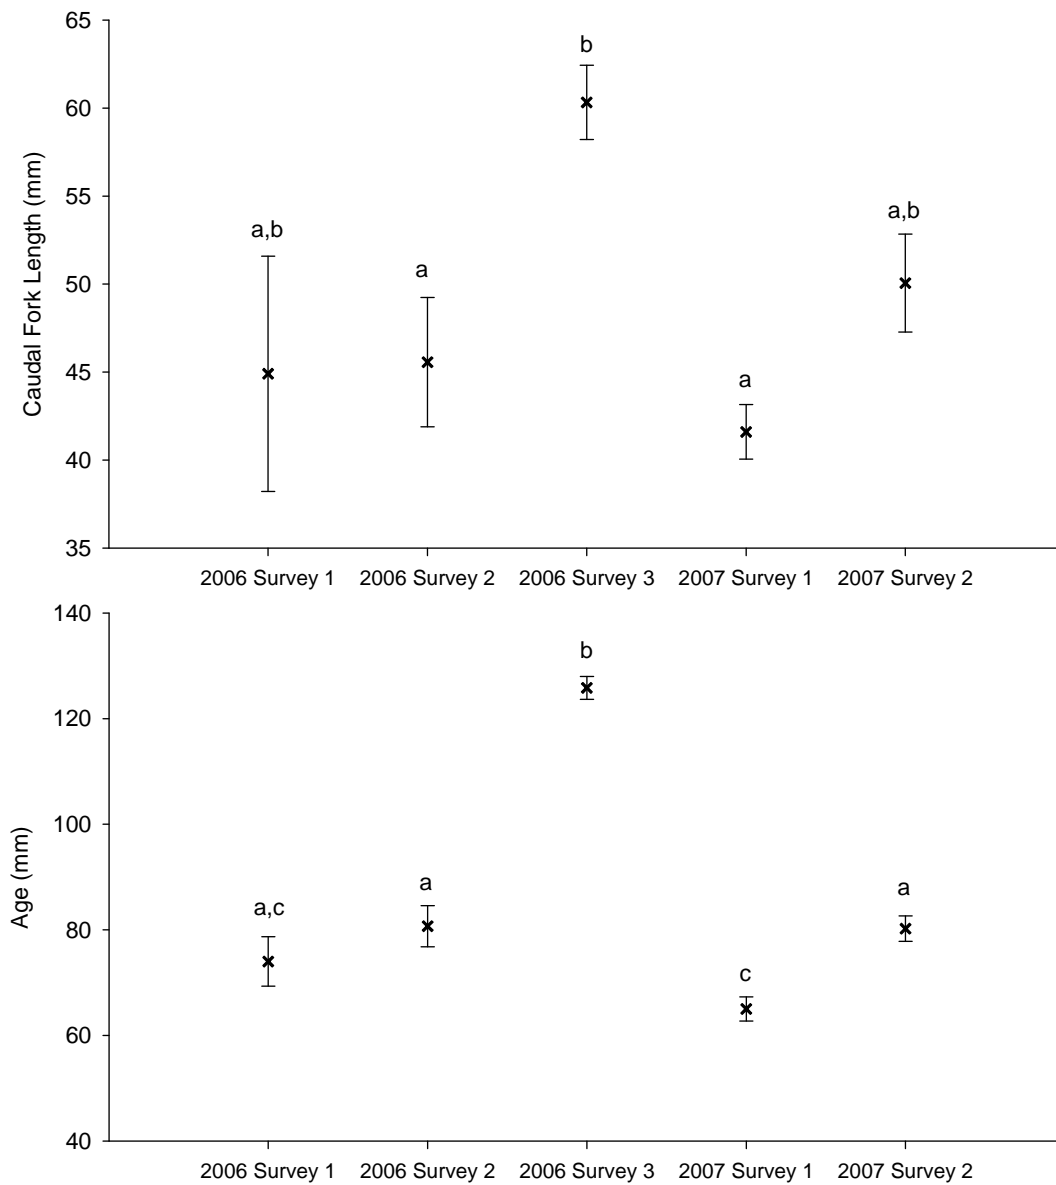 65
60
55
50
45
40
35
Caudal Fork Length (mm)
a,b
a
b
a
a,b
2006 Survey 1
2006 Survey 2
2006 Survey 3
2007 Survey 1
2007 Survey 2
140
120
100
80
60
40
Age (mm)
a,c
a
b
c
a
2006 Survey 1
2006 Survey 2
2006 Survey 3
2007 Survey 1
2007 Survey 2